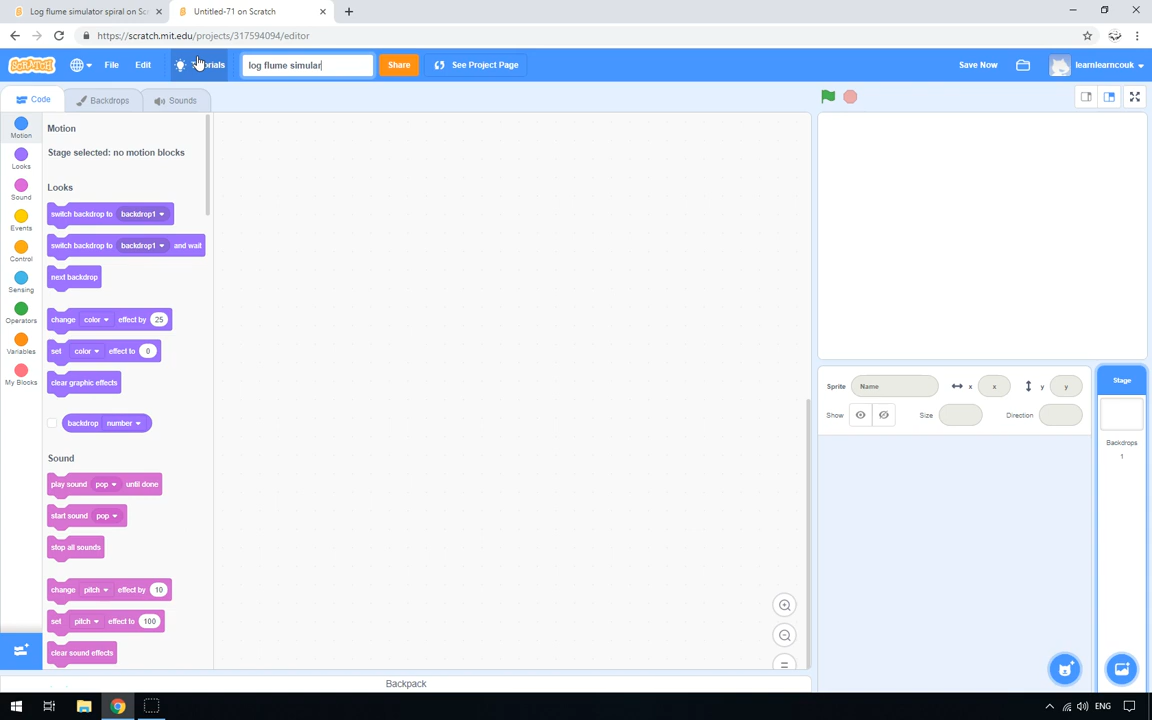 Log flume simulator spiral on Sc
Untitled-71 on Scratch
https://scratch.mit.edu/projects/317594094/editor
SCRATCH File Edit Tutorials log flume simular Share See Project Page Save Now learnlearncouk
Code Backdrops Sounds
Motion
Looks
Sound
Events
Control
Sensing
Operators
Variables
My Blocks
Motion
Stage selected: no motion blocks
Looks
switch backdrop to backdrop1
switch backdrop to backdrop1 and wait
next backdrop
change color effect by 25
set color effect to 0
clear graphic effects
backdrop number
Sound
play sound pop until done
start sound pop
stop all sounds
change pitch effect by 10
set pitch effect to 100
clear sound effects
Backpack
Sprite Name x x y y
Show Size Direction
Stage
Backdrops
1
ENG